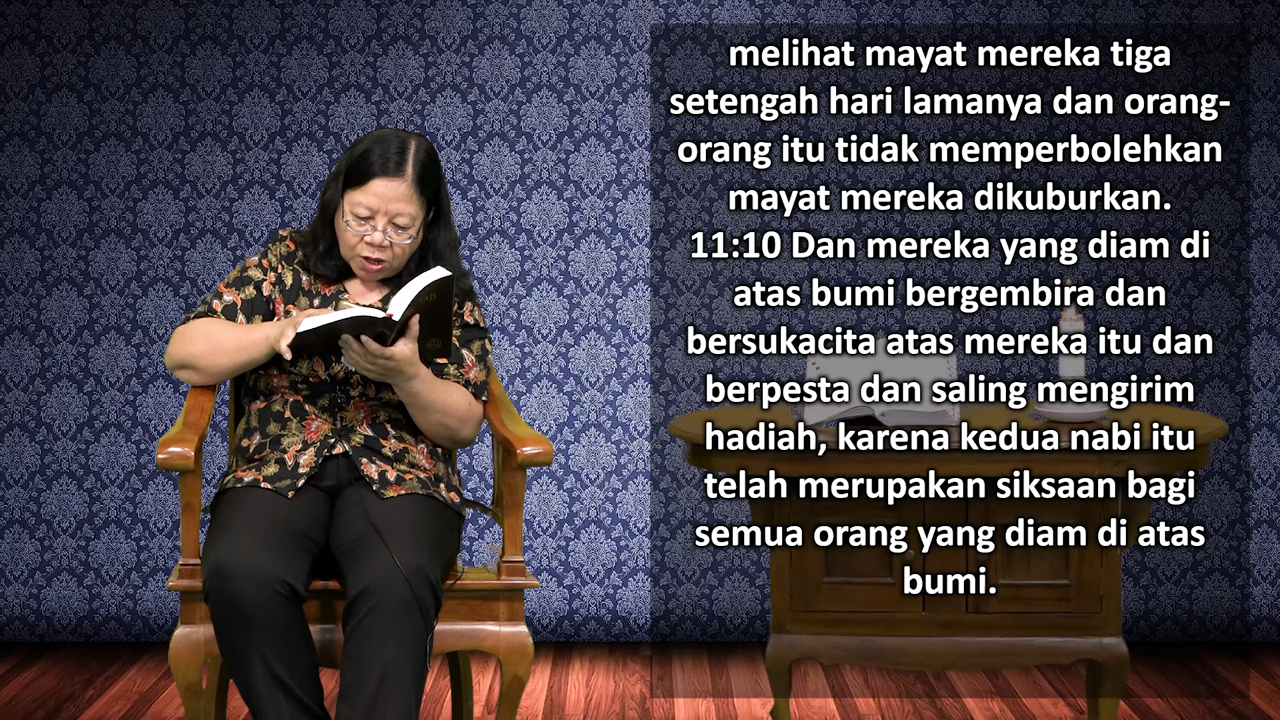 melihat mayat mereka tiga
setengah hari lamanya dan orang-
orang itu tidak memperbolehkan
mayat mereka dikuburkan.
11:10 Dan mereka yang diam di
atas bumi bergembira dan
bersukacita atas mereka itu dan
berpesta dan saling mengirim
hadiah, karena kedua nabi itu
telah merupakan siksaan bagi
semua orang yang diam di atas
bumi.